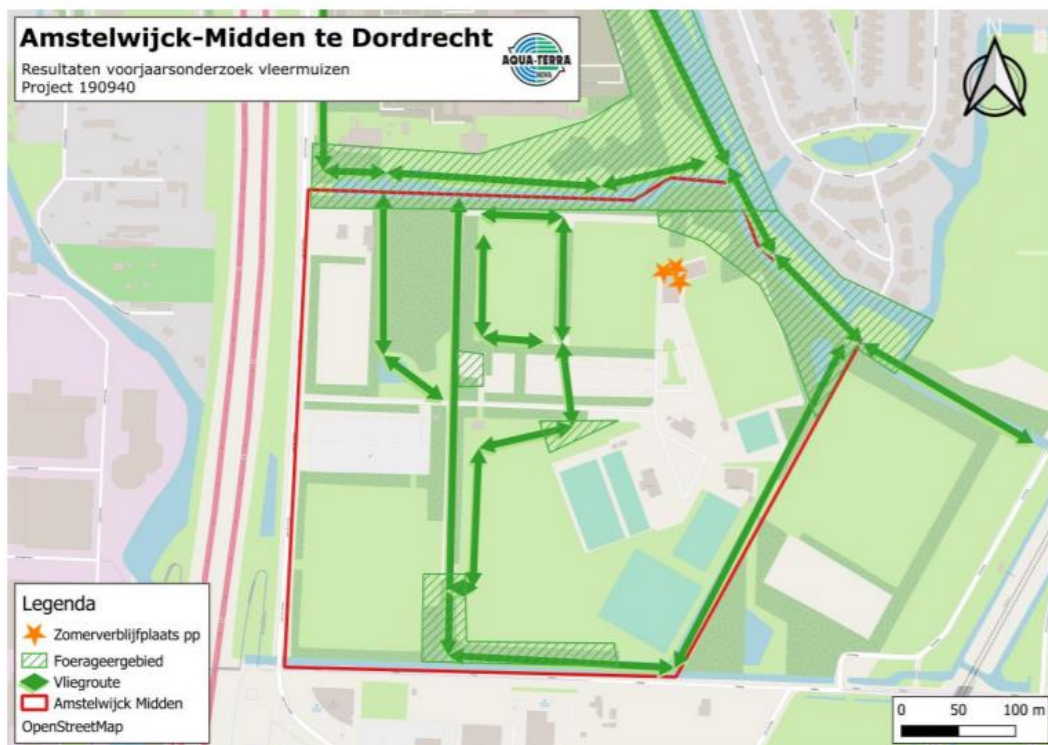 Amstelwijck-Midden te Dordrecht
Resultaten voorjaarsonderzoek vleermuizen
Project 190940
AQUA-TERRA
NOVA
N
Legenda
Zomerverblijfplaats pp
Foerageergebied
Vliegroute
Amstelwijck Midden
OpenStreetMap
0 50 100 m